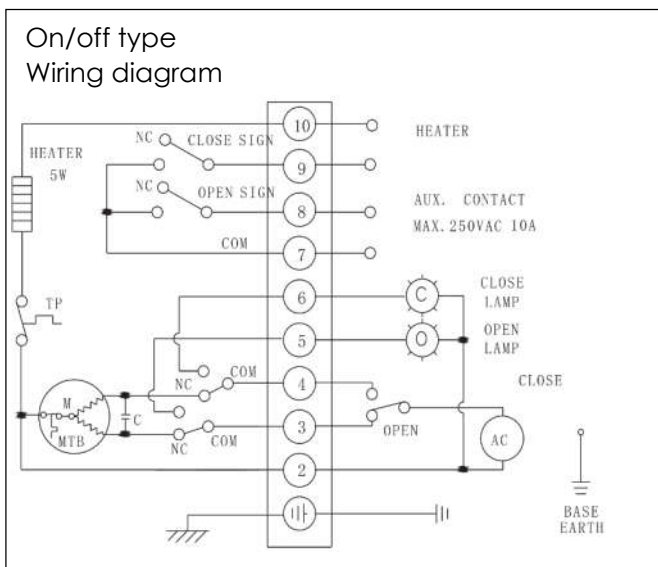 On/off type
Wiring diagram
10
HEATER
NC
CLOSE SIGN
HEATER
5W
9
NC
OPEN SIGN
8
AUX. CONTACT
MAX. 250VAC 10A
COM
7
6
C
CLOSE
LAMP
TP
5
O
OPEN
LAMP
NC
COM
4
CLOSE
M
C
MTB
NC
COM
3
OPEN
AC
2
BASE
EARTH